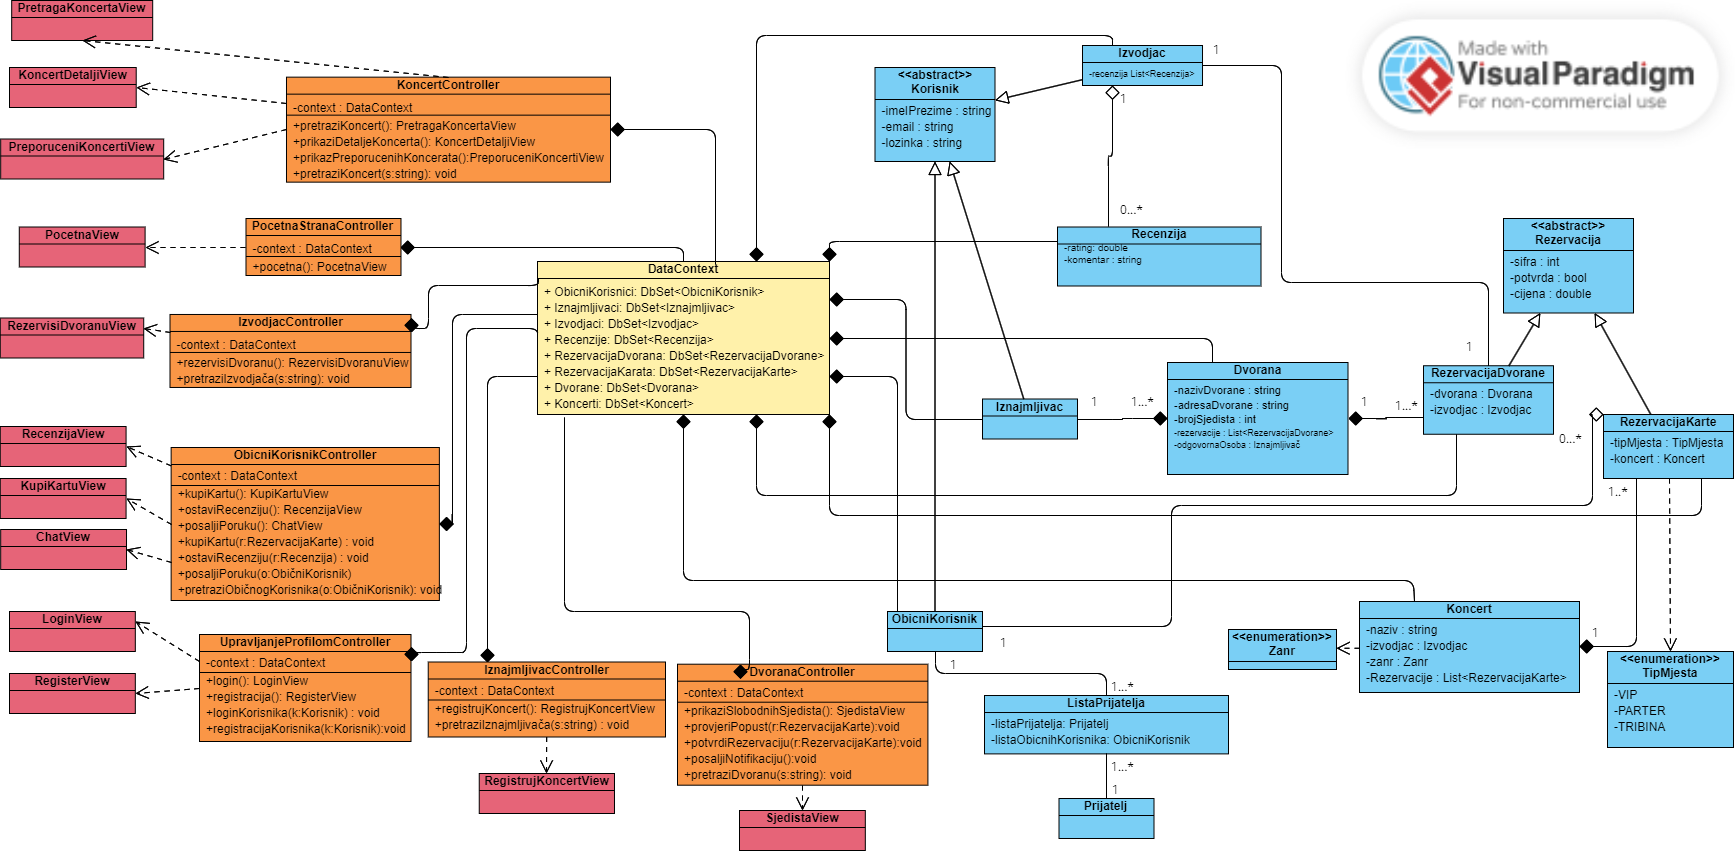 PretragaKoncertaView
KoncertDetaljiView
PreporuceniKoncertiView
KoncertController
-context : DataContext
+pretraziKoncert(): PretragaKoncertaView
+prikaziDetaljeKoncerta(): KoncertDetaljiView
+prikazPreporucenihKoncerata():PreporuceniKoncertiView
+pretraziKoncert(s:string): void
PocetnaView
PocetnaStranaController
-context : DataContext
+pocetna(): PocetnaView
RezervisiDvoranuView
IzvodjacController
-context : DataContext
+rezervisiDvoranu(): RezervisiDvoranuView
+pretraziIzvodjača(s:string): void
RecenzijaView
KupiKartuView
ChatView
ObicniKorisnikController
-context : DataContext
+kupiKartu(): KupiKartuView
+ostaviRecenziju(): RecenzijaView
+posaljiPoruku(): ChatView
+kupiKartu(r:RezervacijaKarte) : void
+ostaviRecenziju(r:Recenzija) : void
+posaljiPoruku(o:ObičniKorisnik)
+pretraziObičnogKorisnika(o:ObičniKorisnik): void
LoginView
RegisterView
UpravljanjeProfilomController
-context : DataContext
+login(): LoginView
+registracija(): RegisterView
+loginKorisnika(k:Korisnik) : void
+registracijaKorisnika(k:Korisnik):void
IznajmljivacController
-context : DataContext
+registrujKoncert(): RegistrujKoncertView
+pretraziIznajmljivača(s:string) : void
RegistrujKoncertView
DvoranaController
-context : DataContext
+prikaziSlobodnihSjedista(): SjedistaView
+provjeriPopust(r:RezervacijaKarte):void
+potvrdiRezervaciju(r:RezervacijaKarte):void
+posaljiNotifikaciju():void
+pretraziDvoranu(s:string): void
SjedistaView
DataContext
+ ObicniKorisnici: DbSet<ObicniKorisnik>
+ Iznajmljivaci: DbSet<Iznajmljivac>
+ Izvodjaci: DbSet<Izvodjac>
+ Recenzije: DbSet<Recenzija>
+ RezervacijaDvorana: DbSet<RezervacijaDvorane>
+ RezervacijaKarata: DbSet<RezervacijaKarte>
+ Dvorane: DbSet<Dvorana>
+ Koncerti: DbSet<Koncert>
<<abstract>>
Korisnik
-imeIPrezime : string
-email : string
-lozinka : string
Izvodjac
-recenzija List<Recenzija>
1
1
0...*
Recenzija
-rating: double
-komentar : string
Made with
Visual Paradigm
For non-commercial use
<<abstract>>
Rezervacija
-sifra : int
-potvrda : bool
-cijena : double
1
Iznajmljivac
1
1...*
Dvorana
-nazivDvorane : string
-adresaDvorane : string
-brojSjedista : int
-rezervacije : List<RezervacijaDvorane>
-odgovornaOsoba : Iznajmljivač
1
1...*
RezervacijaDvorane
-dvorana : Dvorana
-izvodjac : Izvodjac
0...*
RezervacijaKarte
-tipMjesta : TipMjesta
-koncert : Koncert
1..*
ObicniKorisnik
1
1
1...*
ListaPrijatelja
-listaPrijatelja: Prijatelj
-listaObicnihKorisnika: ObicniKorisnik
1...*
1
Prijatelj
<<enumeration>>
Zanr
Koncert
-naziv : string
-izvodjac : Izvodjac
-zanr : Zanr
-Rezervacije : List<RezervacijaKarte>
1
<<enumeration>>
TipMjesta
-VIP
-PARTER
-TRIBINA